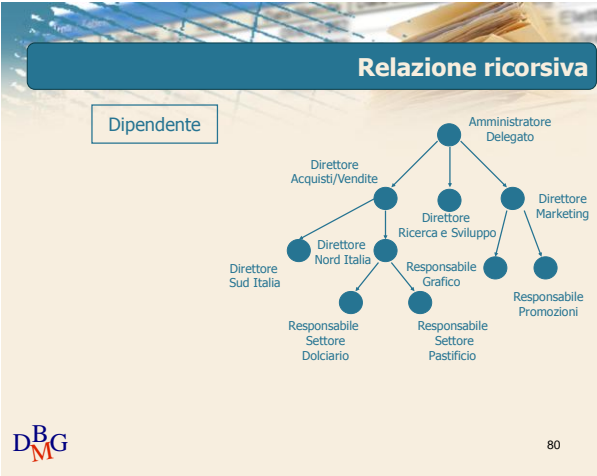 Relazione ricorsiva
Dipendente
Amministratore
Delegato
Direttore
Acquisti/Vendite
Direttore
Ricerca e Sviluppo
Direttore
Marketing
Direttore
Sud Italia
Direttore
Nord Italia
Responsabile
Grafico
Responsabile
Promozioni
Responsabile
Settore
Dolciario
Responsabile
Settore
Pastificio
DBMG
80